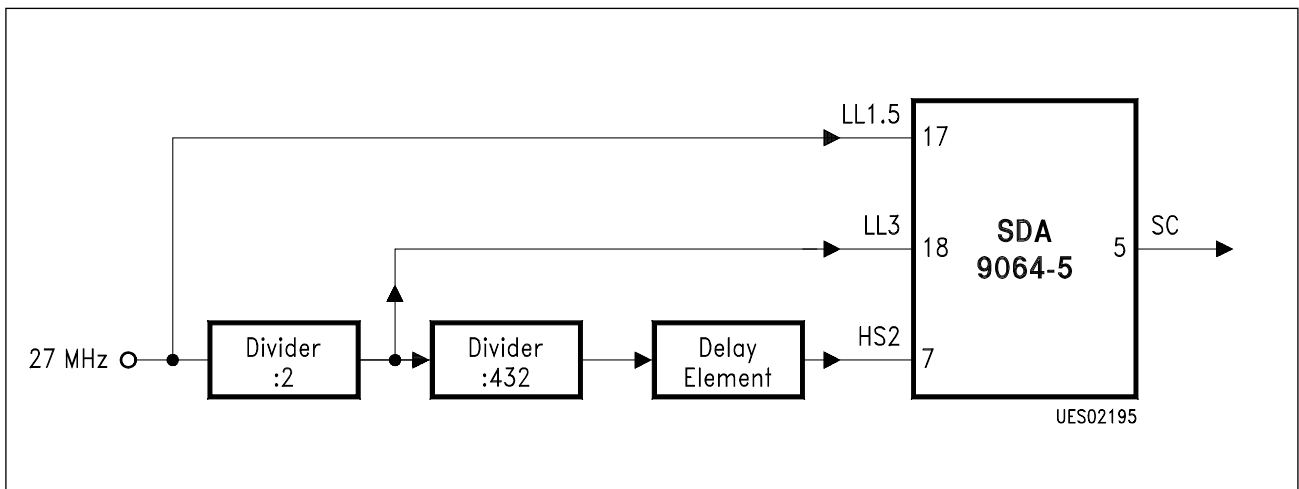 LL1.5
17
LL3
18
SDA
9064-5
5
SC
27 MHz
Divider
:2
Divider
:432
Delay
Element
HS2
7
UES02195